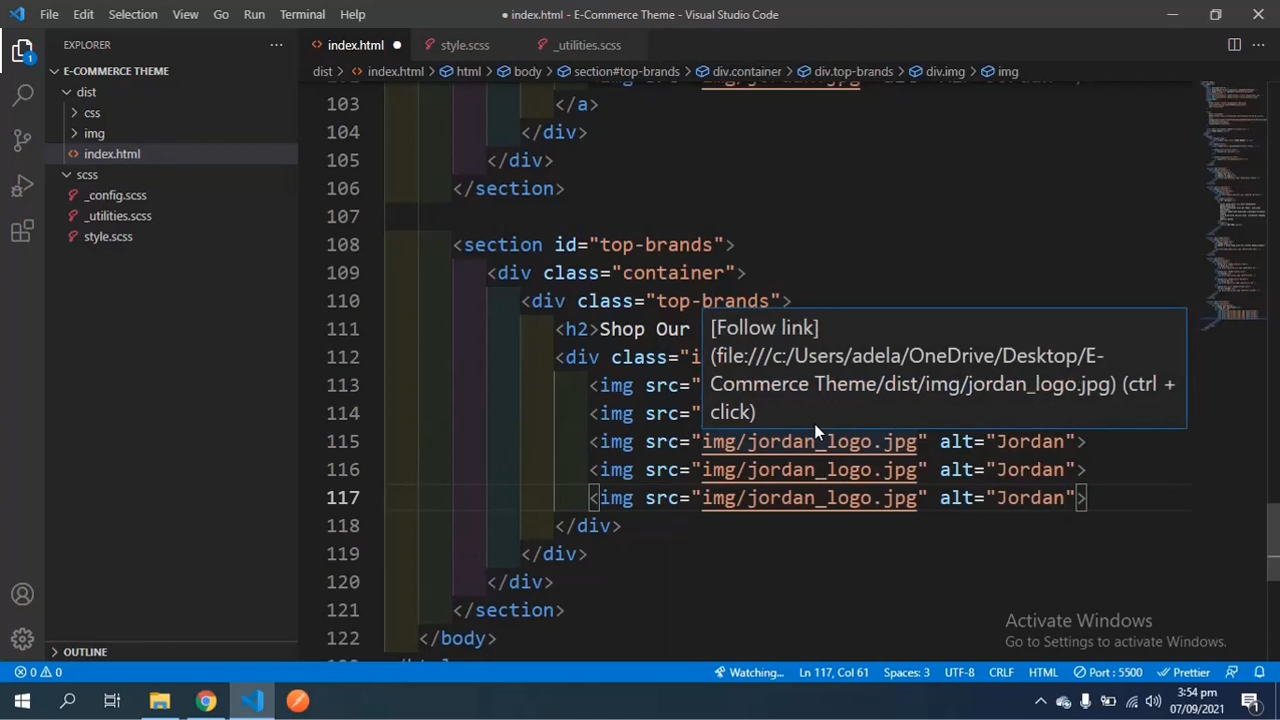 File Edit Selection View Go Run Terminal Help
● index.html - E-Commerce Theme - Visual Studio Code
EXPLORER
index.html
style.css
_utilities.css
dist > index.html > html > body > section#top-brands > div.container > div.top-brands > div.img > img
1
E-COMMERCE THEME
dist
css
img
index.html
scss
_config.scss
_utilities.scss
style.scss
OUTLINE
103 </a>
104 </div>
105 </div>
106 </section>
107
108 <section id="top-brands">
109 <div class="container">
110 <div class="top-brands">
111 <h2>Shop Our
112 <div class="i
113 <img src="
114 <img src="
115 <img src="img/jordan_logo.jpg" alt="Jordan">
116 <img src="img/jordan_logo.jpg" alt="Jordan">
117 <img src="img/jordan_logo.jpg" alt="Jordan">
118 </div>
119 </div>
120 </div>
121 </section>
122 </body>
[Follow link]
(file:///c:/Users/adela/OneDrive/Desktop/E-
Commerce Theme/dist/img/jordan_logo.jpg) (ctrl +
click)
Activate Windows
Go to Settings to activate Windows.
0 0 Watching... Ln 117, Col 61 Spaces: 3 UTF-8 CRLF HTML Port : 5500 Prettier
3:54 pm
07/09/2021
1